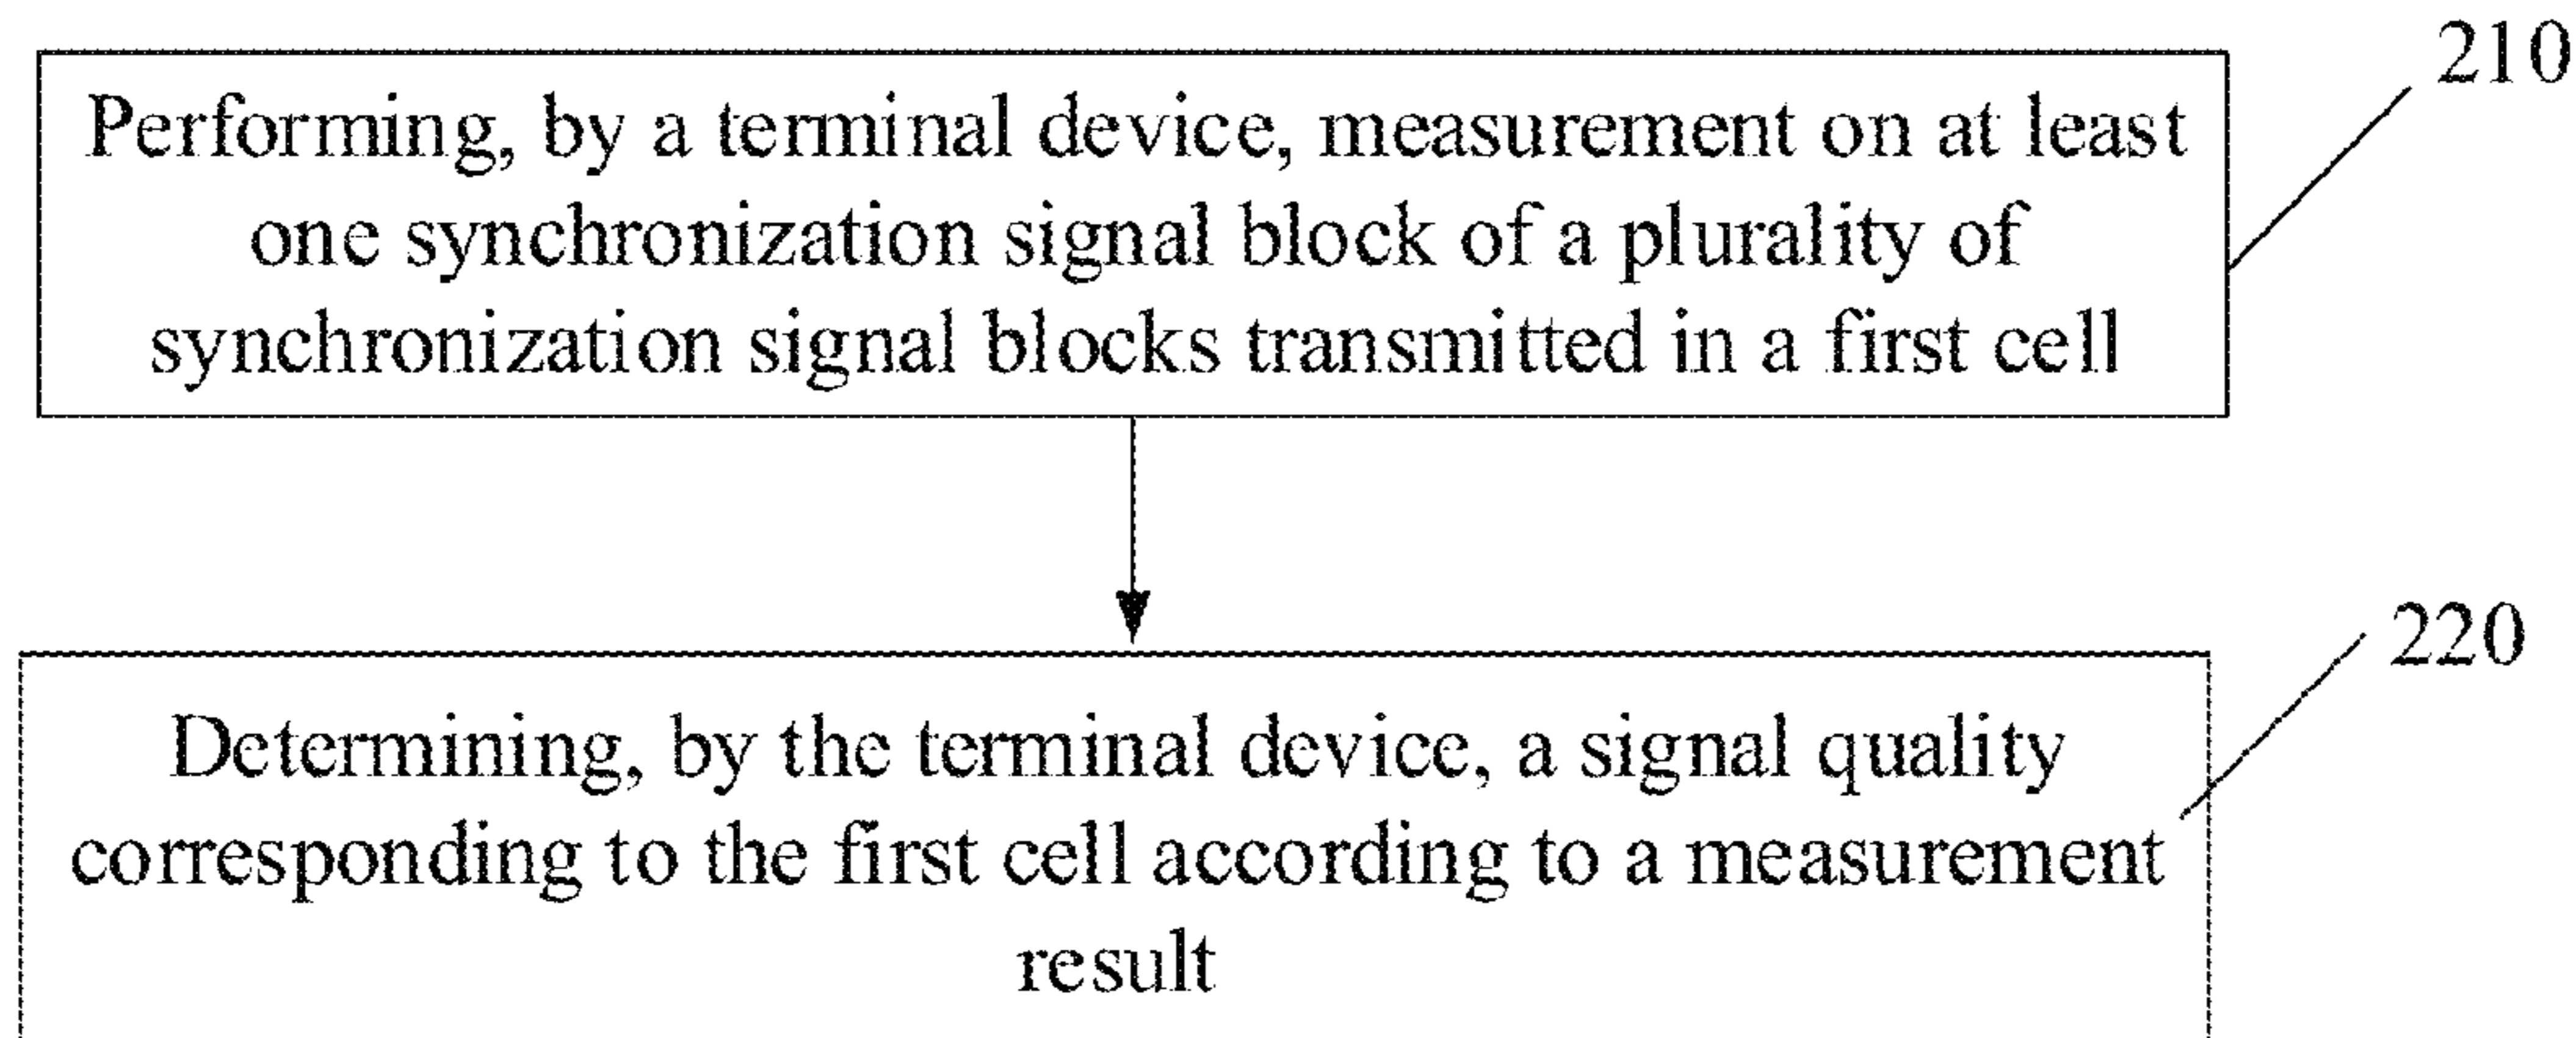 210
Performing, by a terminal device, measurement on at least
one synchronization signal block of a plurality of
synchronization signal blocks transmitted in a first cell
220
Determining, by the terminal device, a signal quality
corresponding to the first cell according to a measurement
result